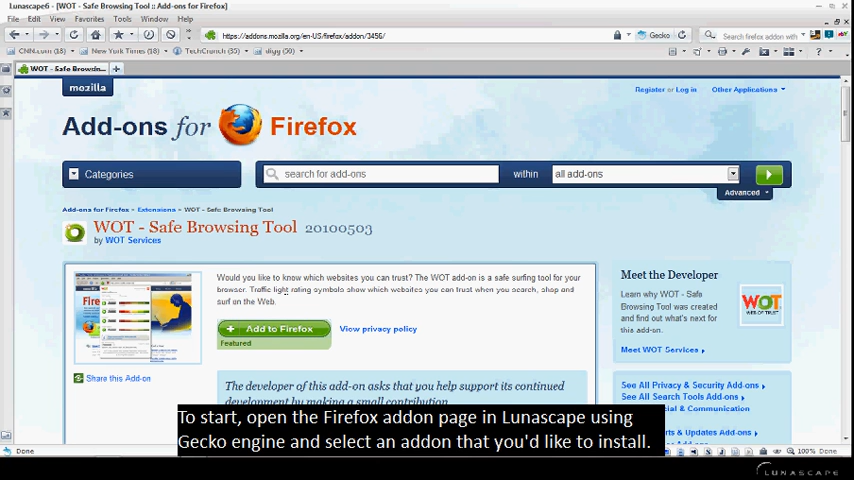 Lunascape6 - [WOT - Safe Browsing Tool :: Add-ons for Firefox]
File Edit View Favorites Tools Window Help
https://addons.mozilla.org/en-US/firefox/addon/3456/
Gecko
Search firefox addon with
CNN.com (18) New York Times (18) TechCrunch (35) digg (50)
WOT - Safe Browsin...
mozilla
Register or Log in Other Applications
Add-ons for Firefox
Categories
search for add-ons within all add-ons
Advanced
Add-ons for Firefox › Extensions › WOT - Safe Browsing Tool
WOT - Safe Browsing Tool 20100503
by WOT Services
Would you like to know which websites you can trust? The WOT add-on is a safe surfing tool for your
browser. Traffic light rating symbols show which websites you can trust when you search, shop and
surf on the Web.
Add to Firefox
View privacy policy
Featured
Share this Add-on
The developer of this add-on asks that you help support its continued
development by making a small contribution.
Meet the Developer
Learn why WOT - Safe
Browsing Tool was created
and find out what's next for
this add-on.
WOT
WEB OF TRUST
Meet WOT Services
See All Privacy & Security Add-ons
See All Search Tools Add-ons
l Communication
rts & Updates Add-ons
To start, open the Firefox addon page in Lunascape using
Gecko engine and select an addon that you'd like to install.
Done
100% Done
LUNASCAPE